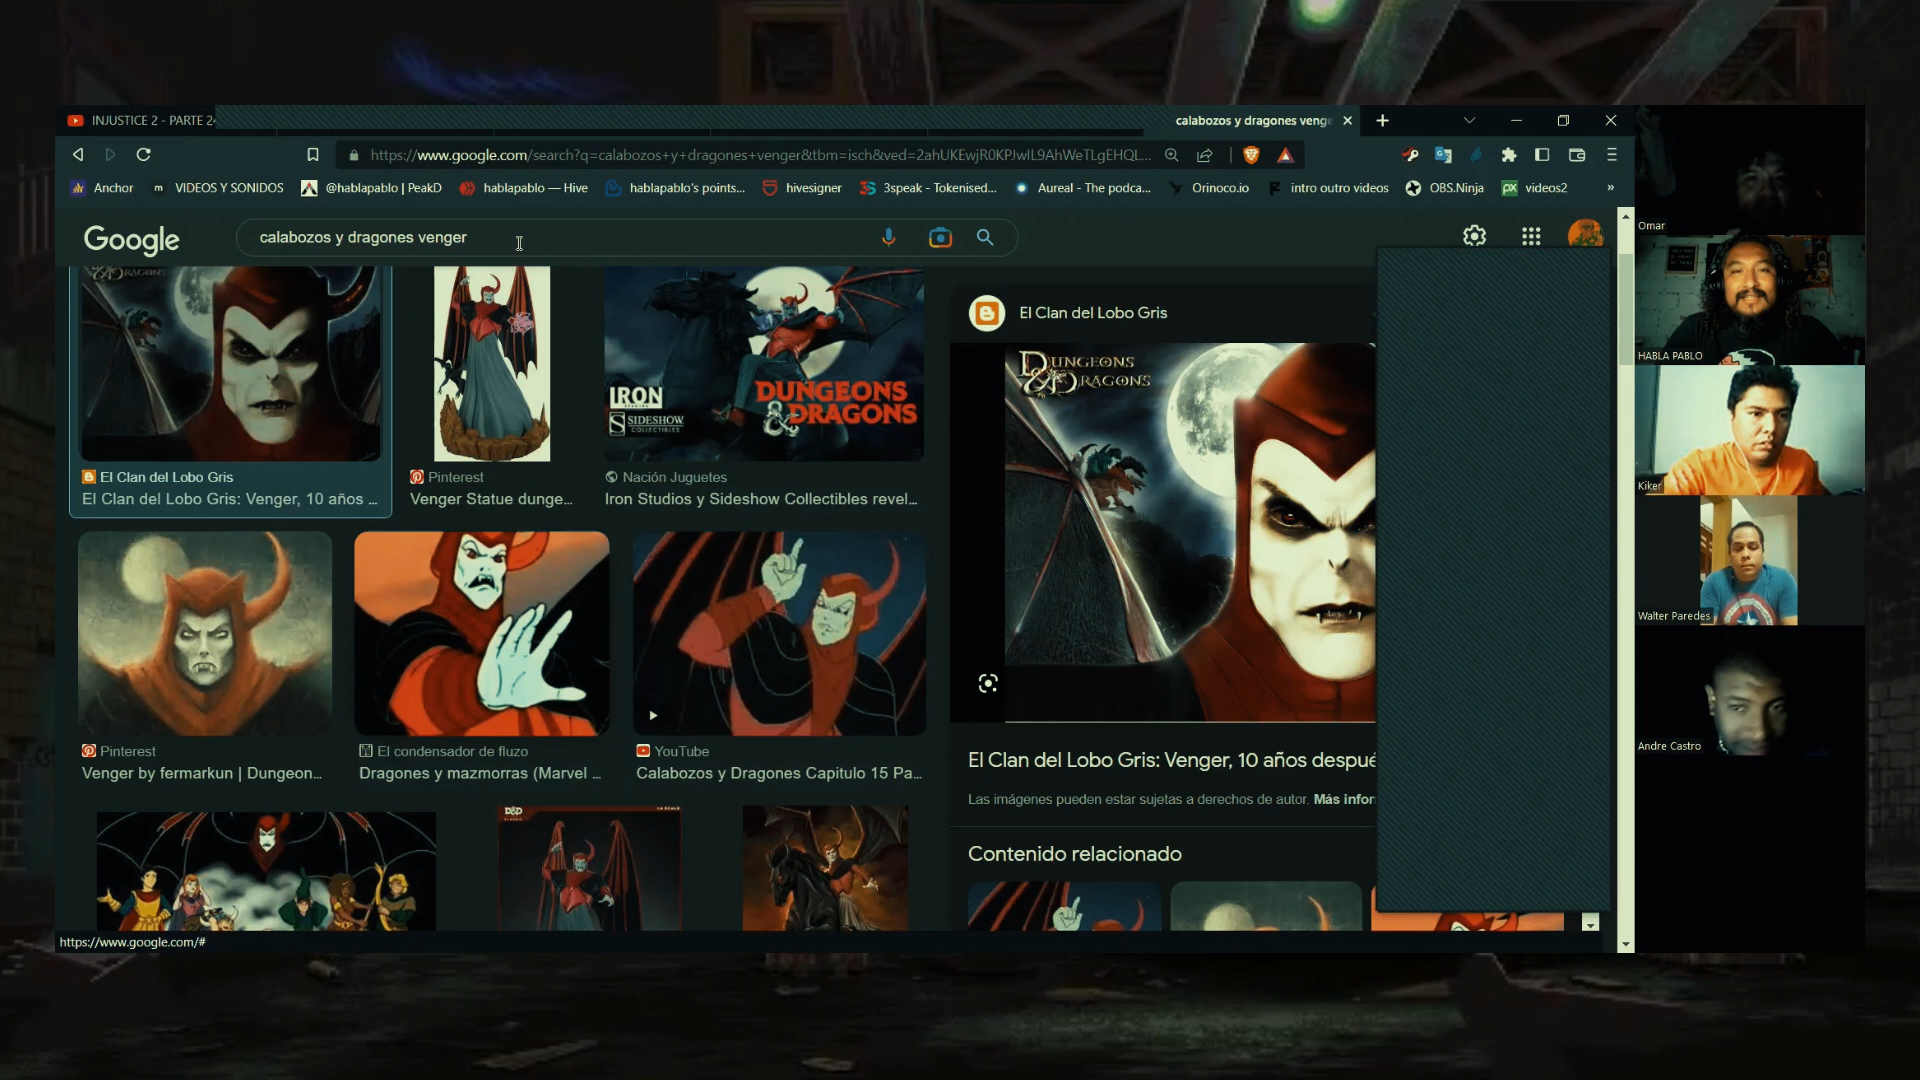 INJUSTICE 2 - PARTE 24
calabozos y dragones venge
https://www.google.com/search?q=calabozos+y+dragones+venger&tbm=isch&ved=2ahUKEwjR0KPJwIL9AhWeTLgEHQL...
Anchor
VIDEOS Y SONIDOS
@hablapablo | PeakD
hablapablo — Hive
hablapablo's points...
hivesigner
3speak - Tokenised...
Aureal - The podca...
Orinoco.io
intro outro videos
OBS.Ninja
videos2
»
Google
calabozos y dragones venger
El Clan del Lobo Gris
El Clan del Lobo Gris: Venger, 10 años ...
Pinterest
Venger Statue dunge...
IRON
STUDIOS
SIDESHOW
COLLECTIBLES
DUNGEONS
& DRAGONS
Nación Juguetes
Iron Studios y Sideshow Collectibles revel...
Pinterest
Venger by fermarkun | Dungeon...
El condensador de fluzo
Dragones y mazmorras (Marvel ...
YouTube
Calabozos y Dragones Capitulo 15 Pa...
El Clan del Lobo Gris
DUNGEONS
& DRAGONS
El Clan del Lobo Gris: Venger, 10 años despué
Las imágenes pueden estar sujetas a derechos de autor. Más infor
Contenido relacionado
https://www.google.com/#
Omar
HABLA PABLO
Kiker
Walter Paredes
Andre Castro